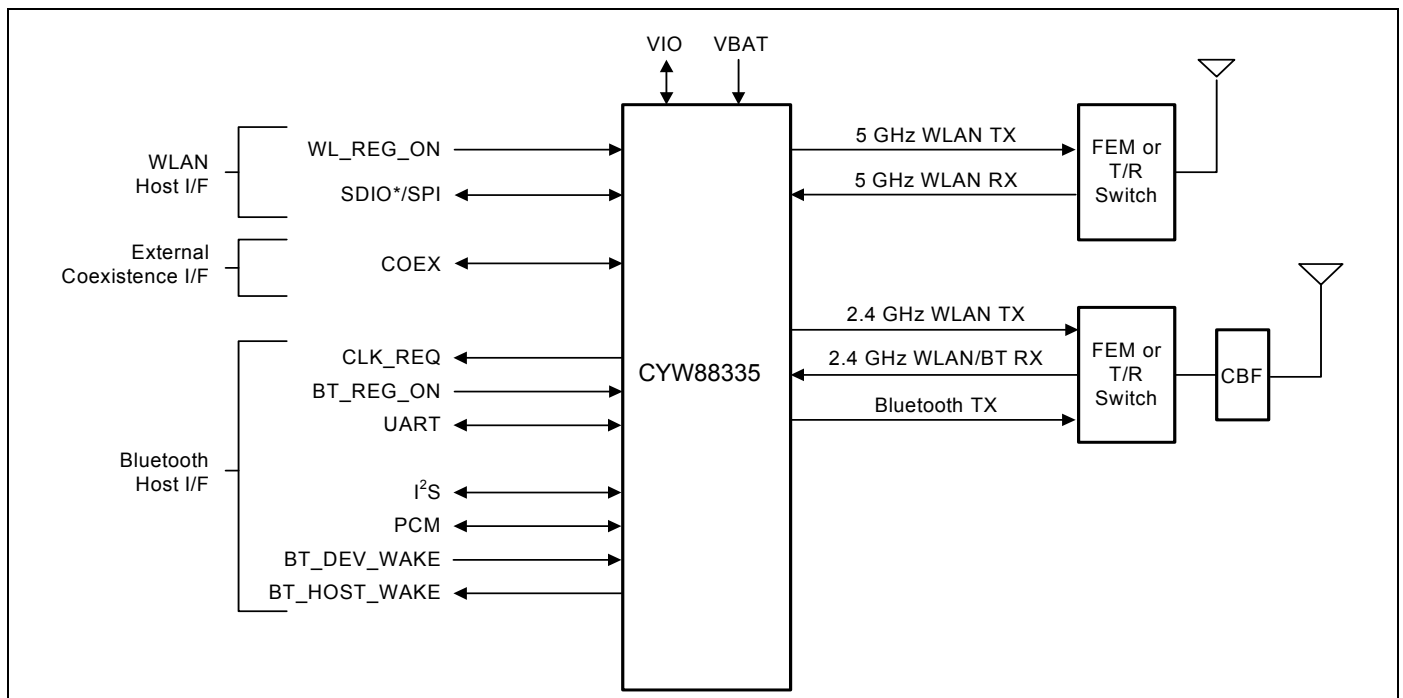 VIO
VBAT
WLAN
Host I/F
WL_REG_ON
SDIO*/SPI
External
Coexistence I/F
COEX
Bluetooth
Host I/F
CLK_REQ
BT_REG_ON
UART
I²S
PCM
BT_DEV_WAKE
BT_HOST_WAKE
CYW88335
5 GHz WLAN TX
5 GHz WLAN RX
FEM or
T/R
Switch
2.4 GHz WLAN TX
2.4 GHz WLAN/BT RX
Bluetooth TX
FEM or
T/R
Switch
CBF